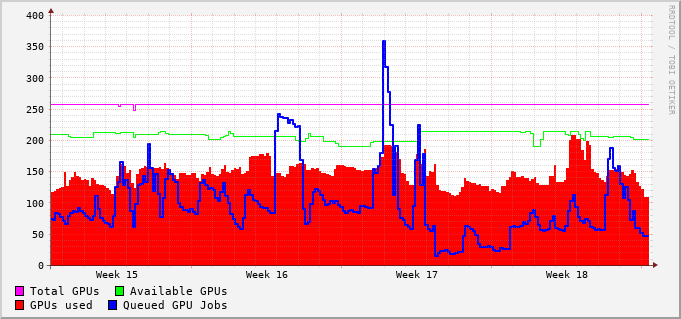 400
350
300
250
200
150
100
50
0
Week 15 Week 16 Week 17 Week 18
Total GPUs Available GPUs
GPUs used Queued GPU Jobs
RRDTOOL / TOBI OETIKER